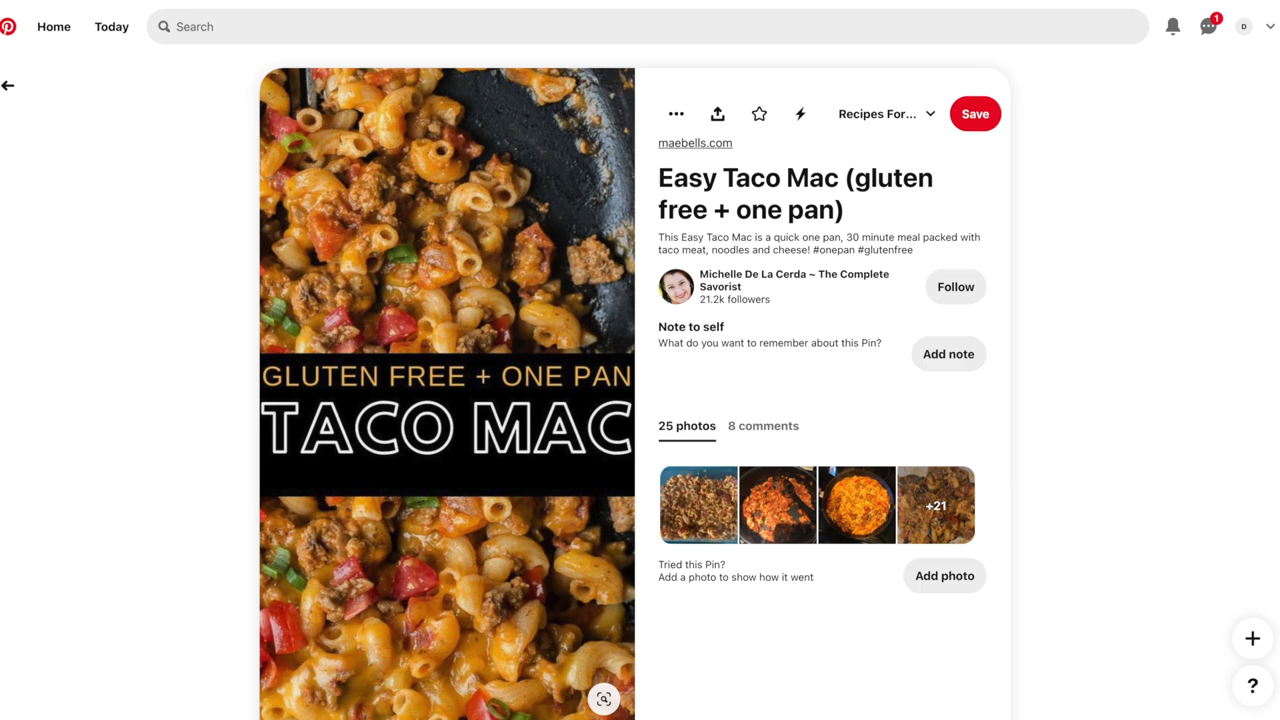 Home
Today
Search
1
D
Recipes For...
Save
maebells.com
Easy Taco Mac (gluten
free + one pan)
This Easy Taco Mac is a quick one pan, 30 minute meal packed with
taco meat, noodles and cheese! #onepan #glutenfree
Michelle De La Cerda ~ The Complete
Savorist
21.2k followers
Follow
Note to self
What do you want to remember about this Pin?
Add note
GLUTEN FREE + ONE PAN
TACO MAC
25 photos
8 comments
+21
Tried this Pin?
Add a photo to show how it went
Add photo
+
?